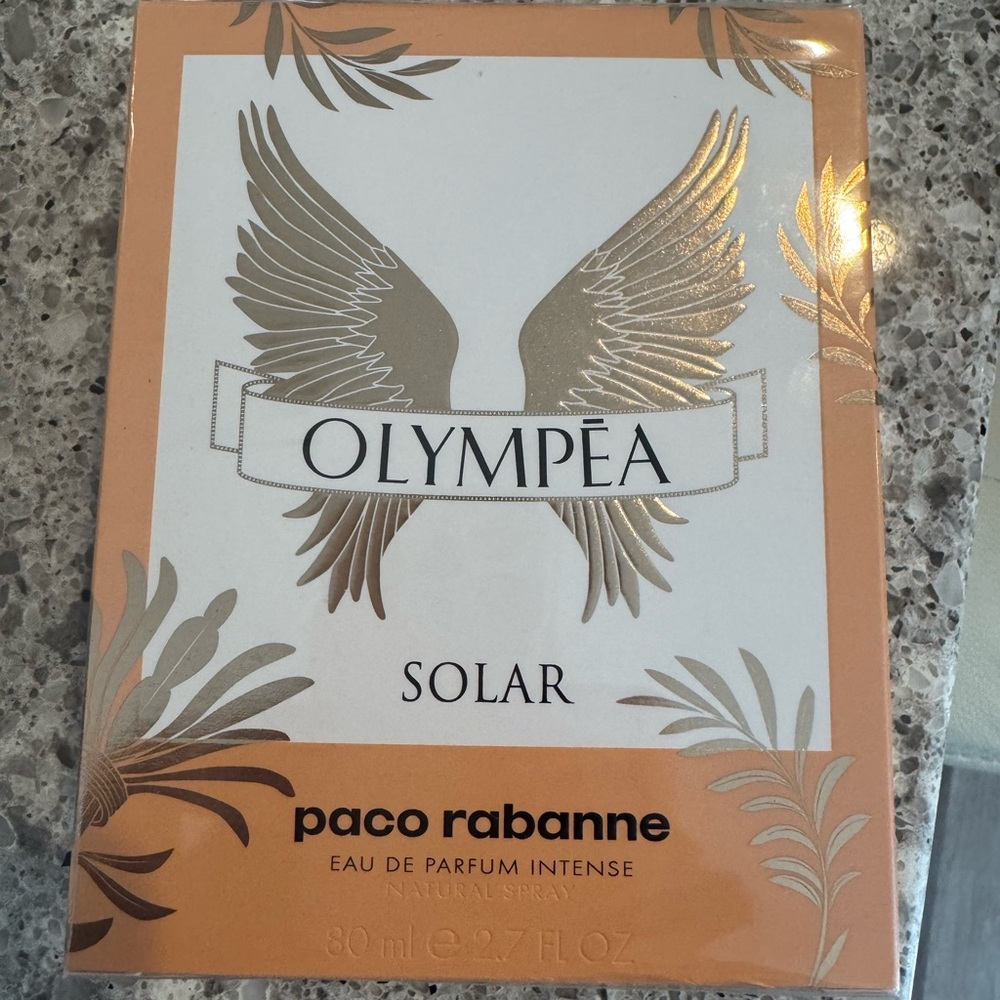 OLYMPĒA
SOLAR
paco rabanne
EAU DE PARFUM INTENSE
NATURAL SPRAY
80 ml e 2.7 FL OZ